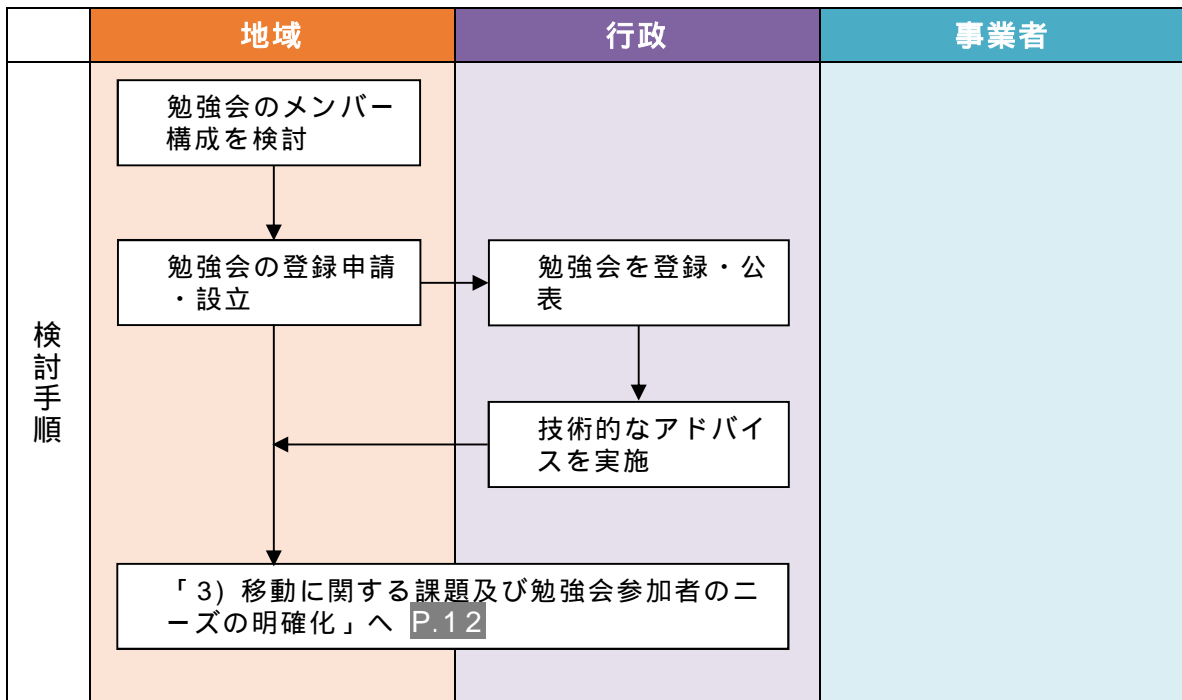 地域
行政
事業者
検討手順
勉強会のメンバー
構成を検討
勉強会の登録申請
・設立
勉強会を登録・公
表
技術的なアドバイ
スを実施
「3) 移動に関する課題及び勉強会参加者のニ
ーズの明確化」へ P.12